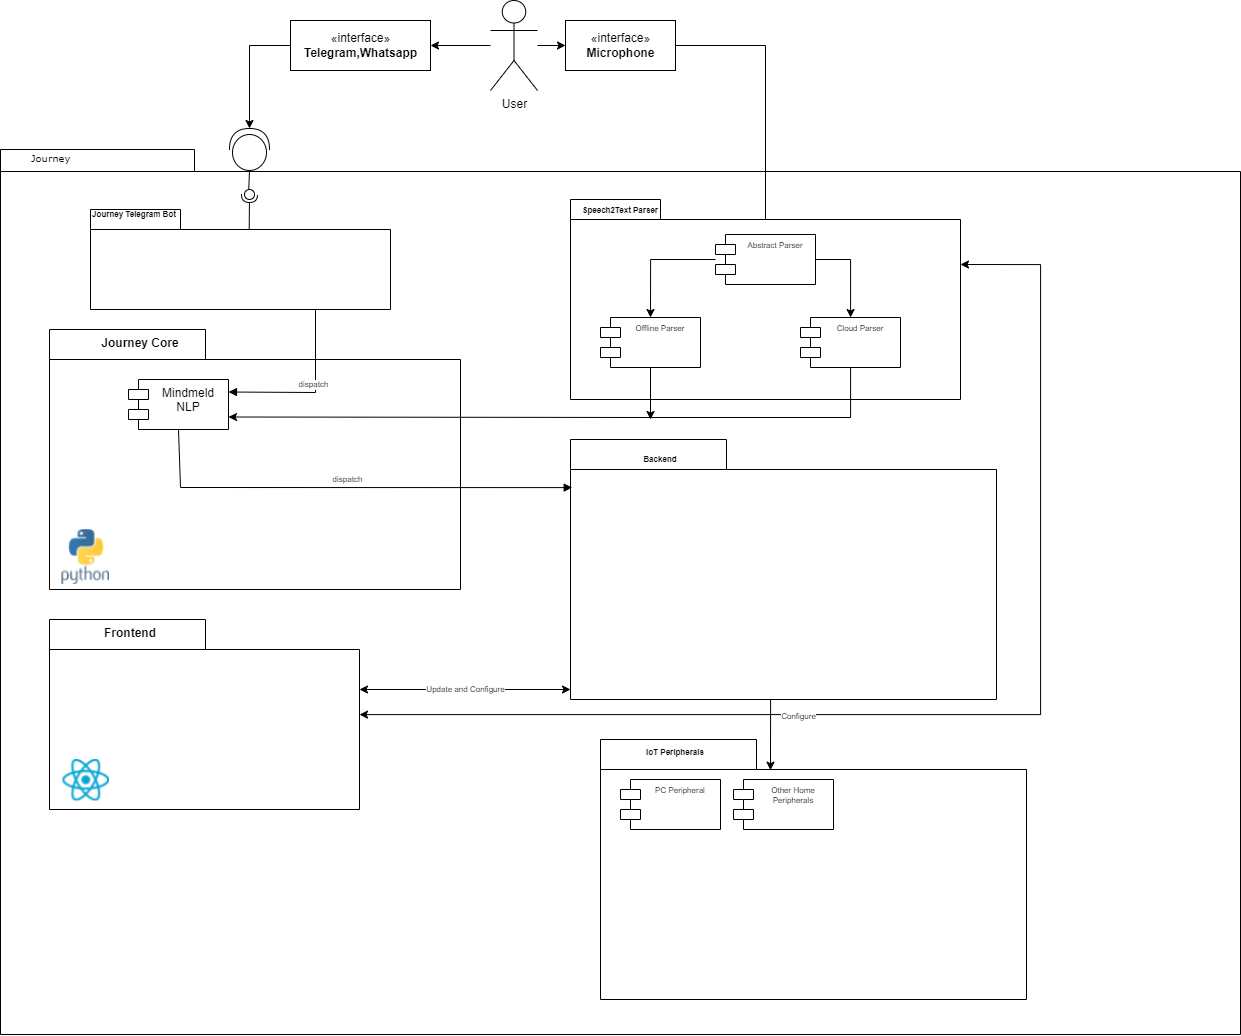 «interface»
Telegram,Whatsapp
«interface»
Microphone
User
Journey
Journey Telegram Bot
Speech2Text Parser
Abstract Parser
Offline Parser
Cloud Parser
Journey Core
dispatch
Mindmeld
NLP
Backend
dispatch
python
Frontend
Update and Configure
Configure
IoT Peripherals
PC Peripheral
Other Home
Peripherals